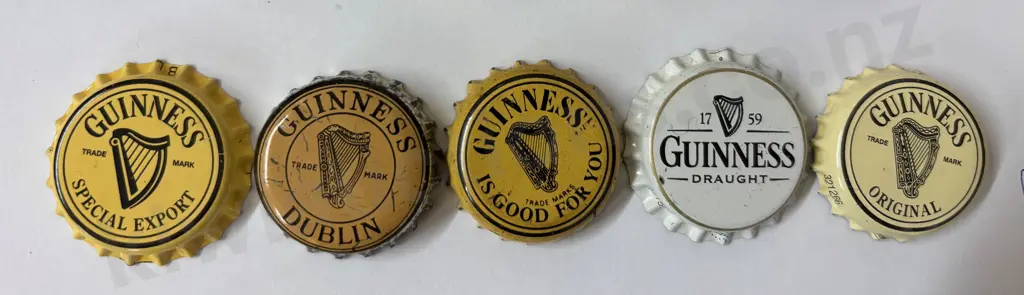 GUINNESS
TRADE MARK
SPECIAL EXPORT
GUINNESS
TRADE MARK
DUBLIN
GUINNESS
IS GOOD FOR YOU
TRADE MARKS
17 59
GUINNESS
DRAUGHT
GUINNESS
TRADE MARK
ORIGINAL